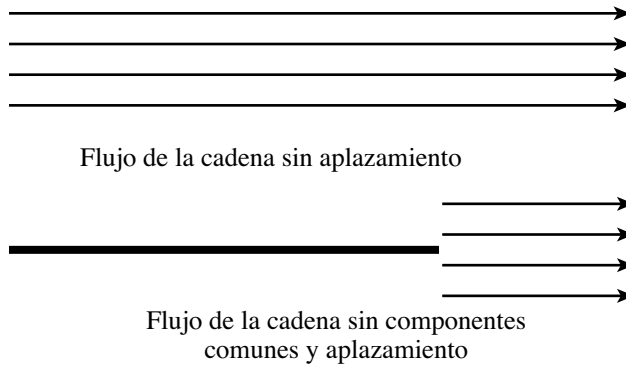 Flujo de la cadena sin aplazamiento
Flujo de la cadena sin componentes
comunes y aplazamiento